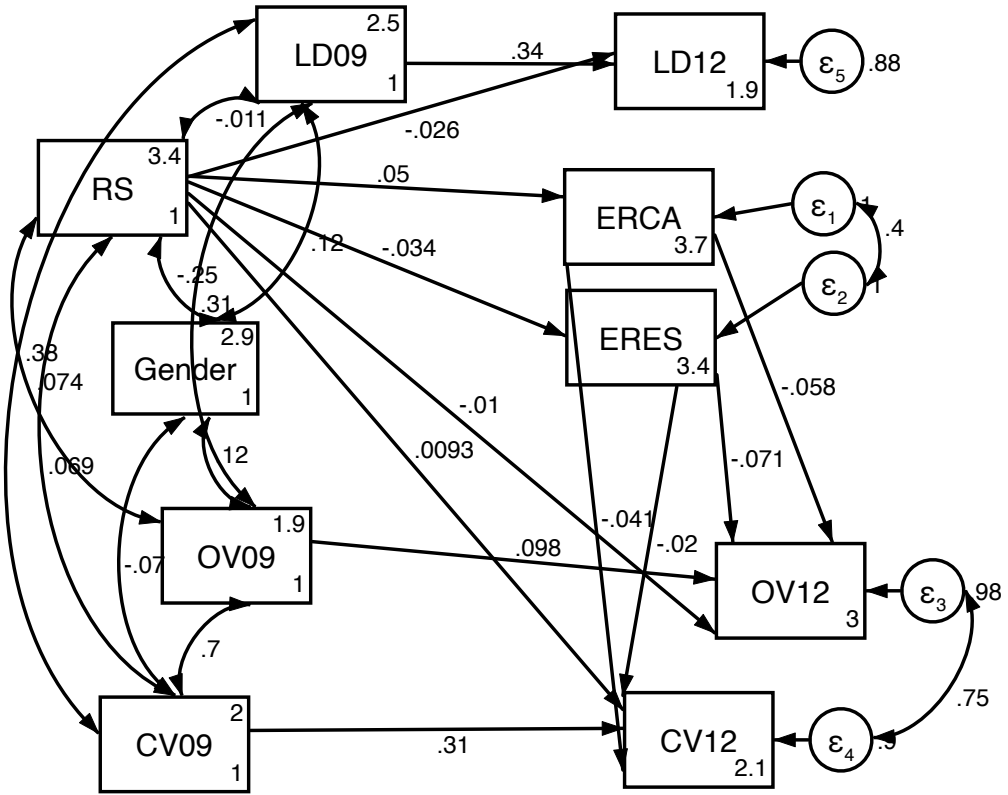 2.5
LD09
1
.34
LD12
1.9
ε5
.88
-.011
-.026
3.4
RS
1
.05
ERCA
3.7
ε1
1
.4
.12
-.034
-.25
.31
ε2
1
ERES
3.4
2.9
Gender
1
.38
.074
-.058
-.01
.0093
.12
.069
-.071
1.9
OV09
1
-.041
-.02
.098
-.07
OV12
3
ε3
.98
.7
.75
2
CV09
1
.31
CV12
2.1
ε4
.9